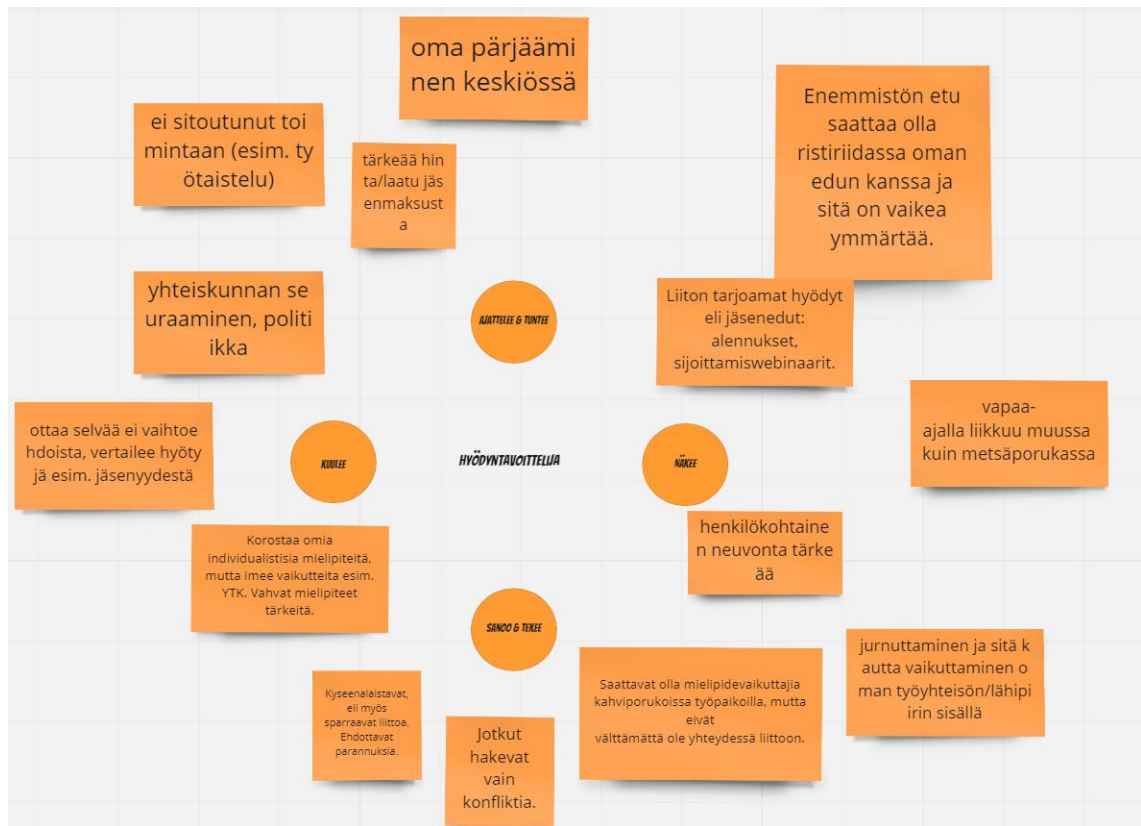 oma pärjäämi
nen keskiössä
ei sitoutunut toi
mintaan (esim. ty
ötaistelu)
tärkeää hin
ta/laatu jäs
enmaksust
a
Enemmistön etu
saattaa olla
ristiriidassa oman
edun kanssa ja
sitä on vaikea
ymmärtää.
yhteiskunnan se
uraaminen, politi
ikka
AJATTELEE & TUNTEE
Liiton tarjoamat hyödyt
eli jäsenedut:
alennukset,
sijoittamiswebinaarit.
ottaa selvää ei vaihtoe
hdoista, vertailee hyöty
jä esim. jäsenyydestä
KUULEE
HYÖDYNTAVOITTELIJA
NÄKEE
vapaa-
ajalla liikkuu muussa
kuin metsäporukassa
Korostaa omia
individualistisia mielipiteitä,
mutta imee vaikutteita esim.
YTK. Vahvat mielipiteet
tärkeitä.
henkilökohtaine
n neuvonta tärke
ää
SANOO & TEKEE
Kyseenalaistavat,
eli myös
sparraavat liittoa.
Ehdottavat
parannuksia.
Jotkut
hakevat
vain
konfliktia.
Saattavat olla mielipidevaikuttajia
kahviporukoissa työpaikoilla, mutta
eivät
välttämättä ole yhteydessä liittoon.
jurnuttaminen ja sitä k
autta vaikuttaminen o
man työyhteisön/lähipi
irin sisällä